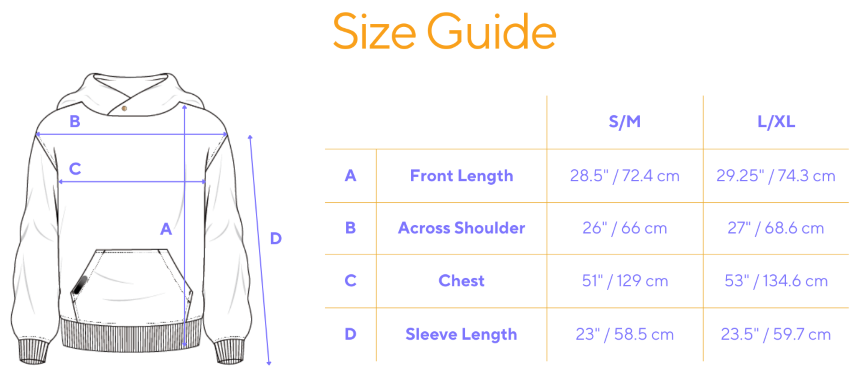 Size Guide
B
C
A
D
S/M L/XL
A Front Length 28.5" / 72.4 cm 29.25" / 74.3 cm
B Across Shoulder 26" / 66 cm 27" / 68.6 cm
C Chest 51" / 129 cm 53" / 134.6 cm
D Sleeve Length 23" / 58.5 cm 23.5" / 59.7 cm